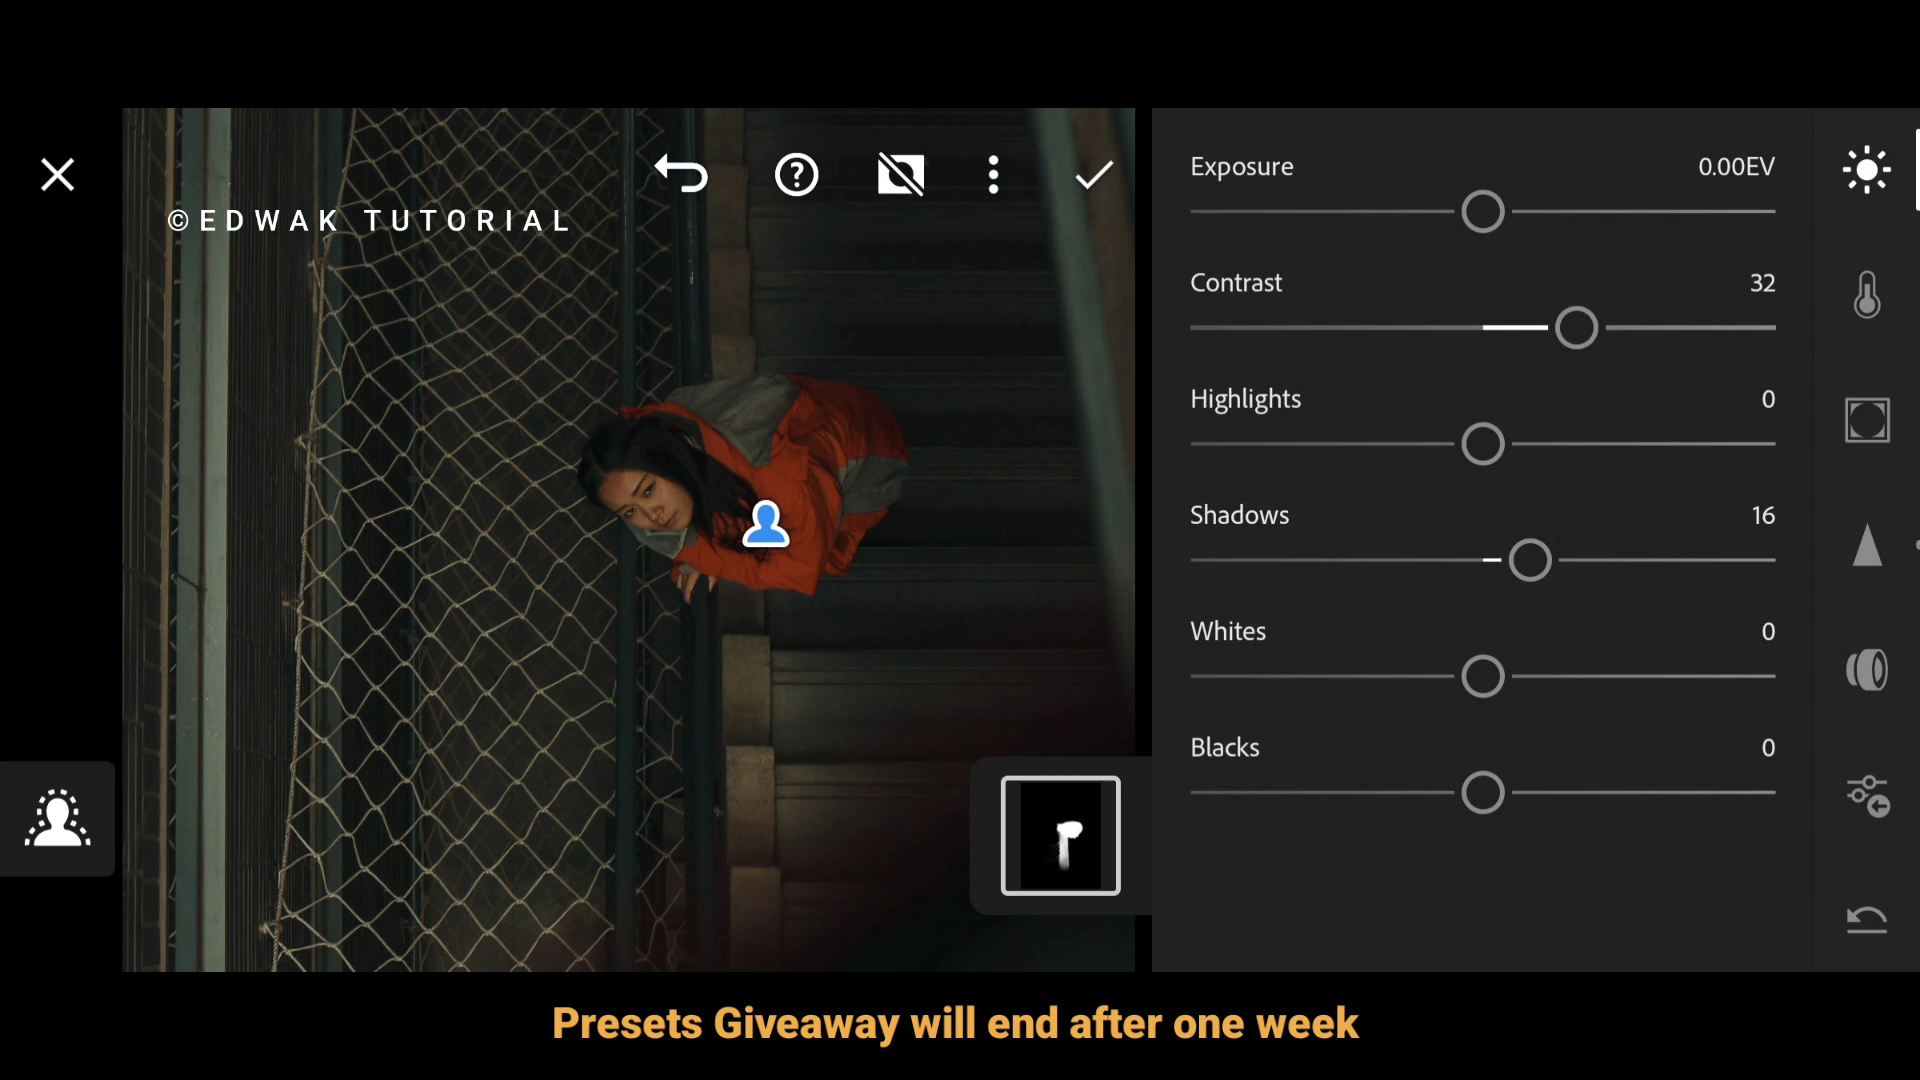 ©EDWAK TUTORIAL
Exposure 0.00EV
Contrast 32
Highlights 0
Shadows 16
Whites 0
Blacks 0
Presets Giveaway will end after one week